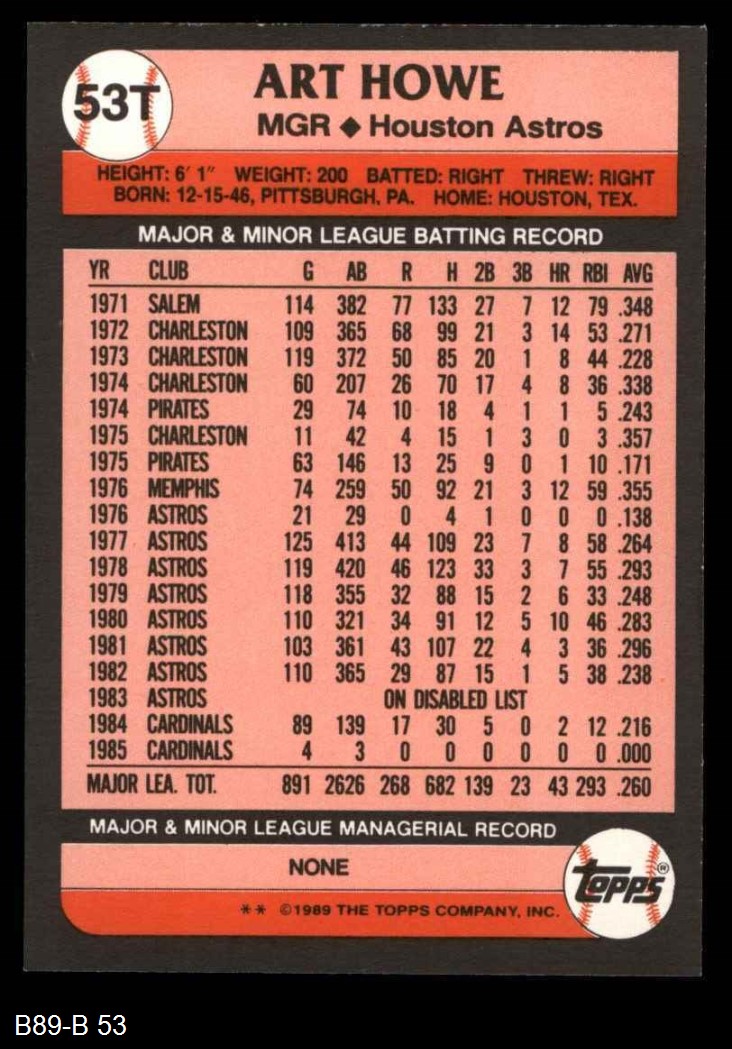 53T
ART HOWE
MGR ◆ Houston Astros
HEIGHT: 6' 1" WEIGHT: 200 BATTED: RIGHT THREW: RIGHT
BORN: 12-15-46, PITTSBURGH, PA. HOME: HOUSTON, TEX.
MAJOR & MINOR LEAGUE BATTING RECORD
YR CLUB G AB R H 2B 3B HR RBI AVG
1971 SALEM 114 382 77 133 27 7 12 79 .348
1972 CHARLESTON 109 365 68 99 21 3 14 53 .271
1973 CHARLESTON 119 372 50 85 20 1 8 44 .228
1974 CHARLESTON 60 207 26 70 17 4 8 36 .338
1974 PIRATES 29 74 10 18 4 1 1 5 .243
1975 CHARLESTON 11 42 4 15 1 3 0 3 .357
1975 PIRATES 63 146 13 25 9 0 1 10 .171
1976 MEMPHIS 74 259 50 92 21 3 12 59 .355
1976 ASTROS 21 29 0 4 1 0 0 0 .138
1977 ASTROS 125 413 44 109 23 7 8 58 .264
1978 ASTROS 119 420 46 123 33 3 7 55 .293
1979 ASTROS 118 355 32 88 15 2 6 33 .248
1980 ASTROS 110 321 34 91 12 5 10 46 .283
1981 ASTROS 103 361 43 107 22 4 3 36 .296
1982 ASTROS 110 365 29 87 15 1 5 38 .238
1983 ASTROS ON DISABLED LIST
1984 CARDINALS 89 139 17 30 5 0 2 12 .216
1985 CARDINALS 4 3 0 0 0 0 0 0 .000
MAJOR LEA. TOT. 891 2626 268 682 139 23 43 293 .260
MAJOR & MINOR LEAGUE MANAGERIAL RECORD
NONE
TOPPS®
** ©1989 THE TOPPS COMPANY, INC.
B89-B 53